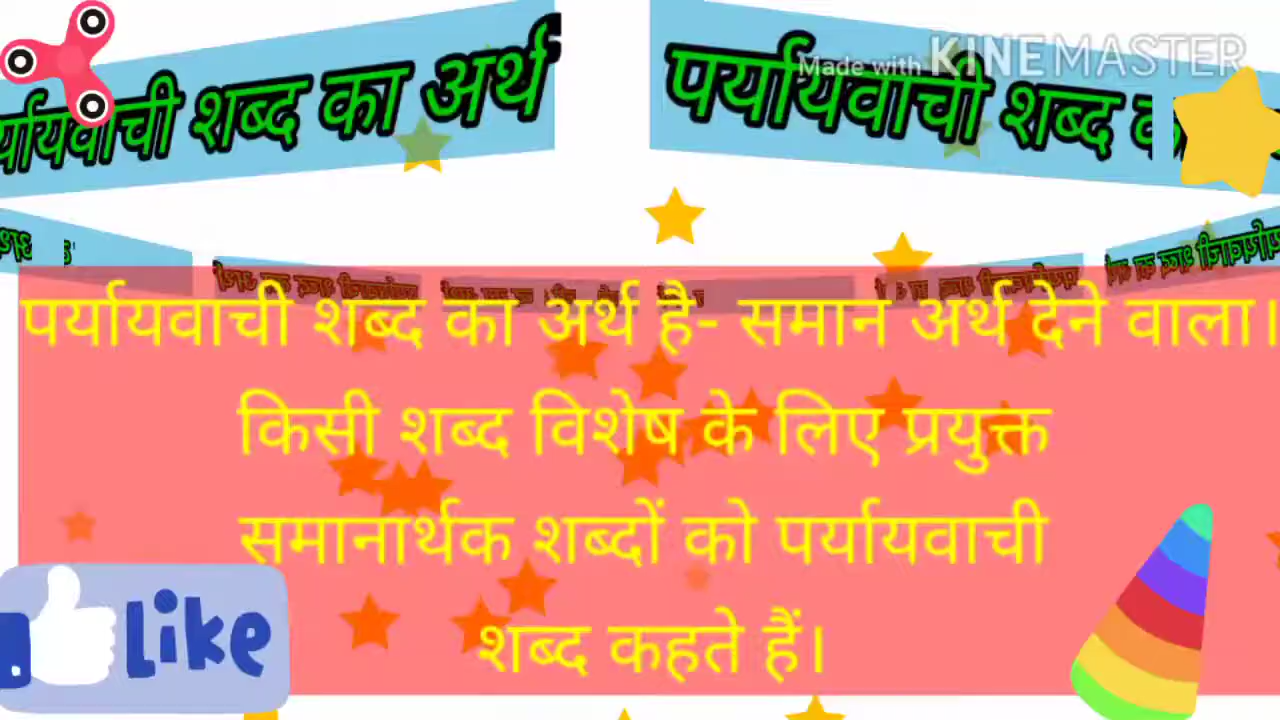 पर्यायवाची शब्द का अर्थ
पर्यायवाची शब्द
Made with KINEMASTER
पर्यायवाची शब्द का अर्थ है- समान अर्थ देने वाला।
किसी शब्द विशेष के लिए प्रयुक्त
समानार्थक शब्दों को पर्यायवाची
शब्द कहते हैं।
Like